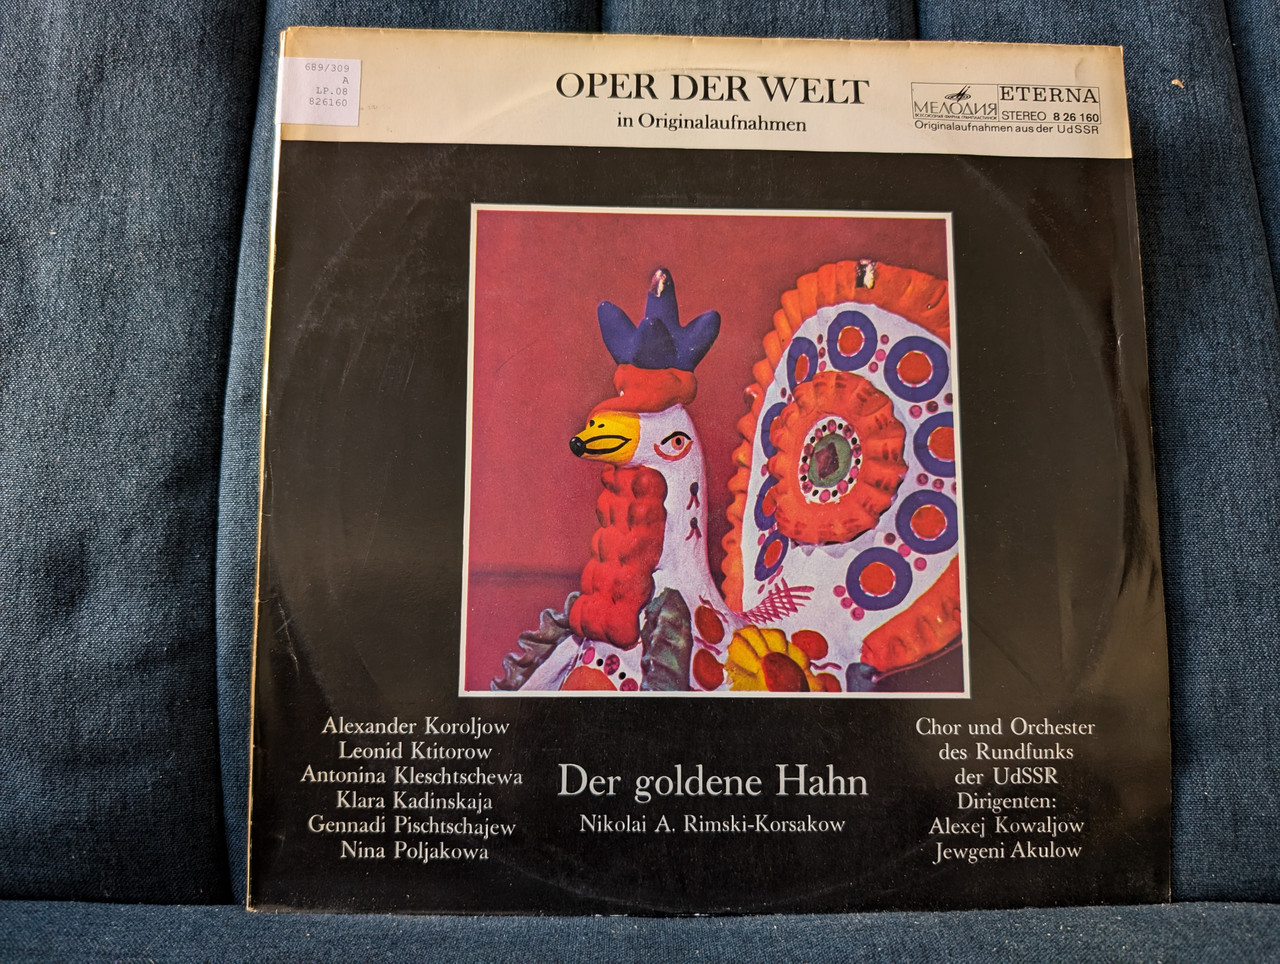 689/309
A
LP.08
826160
OPER DER WELT
in Originalaufnahmen
МЕЛОДИЯ
ETERNA
STEREO 8 26 160
Originalaufnahmen aus der UdSSR
Alexander Koroljow
Leonid Ktitorow
Antonina Kleschtschewa
Klara Kadinskaja
Gennadi Pischtschajew
Nina Poljakowa
Der goldene Hahn
Nikolai A. Rimski-Korsakow
Chor und Orchester
des Rundfunks
der UdSSR
Dirigenten:
Alexej Kowaljow
Jewgeni Akulow